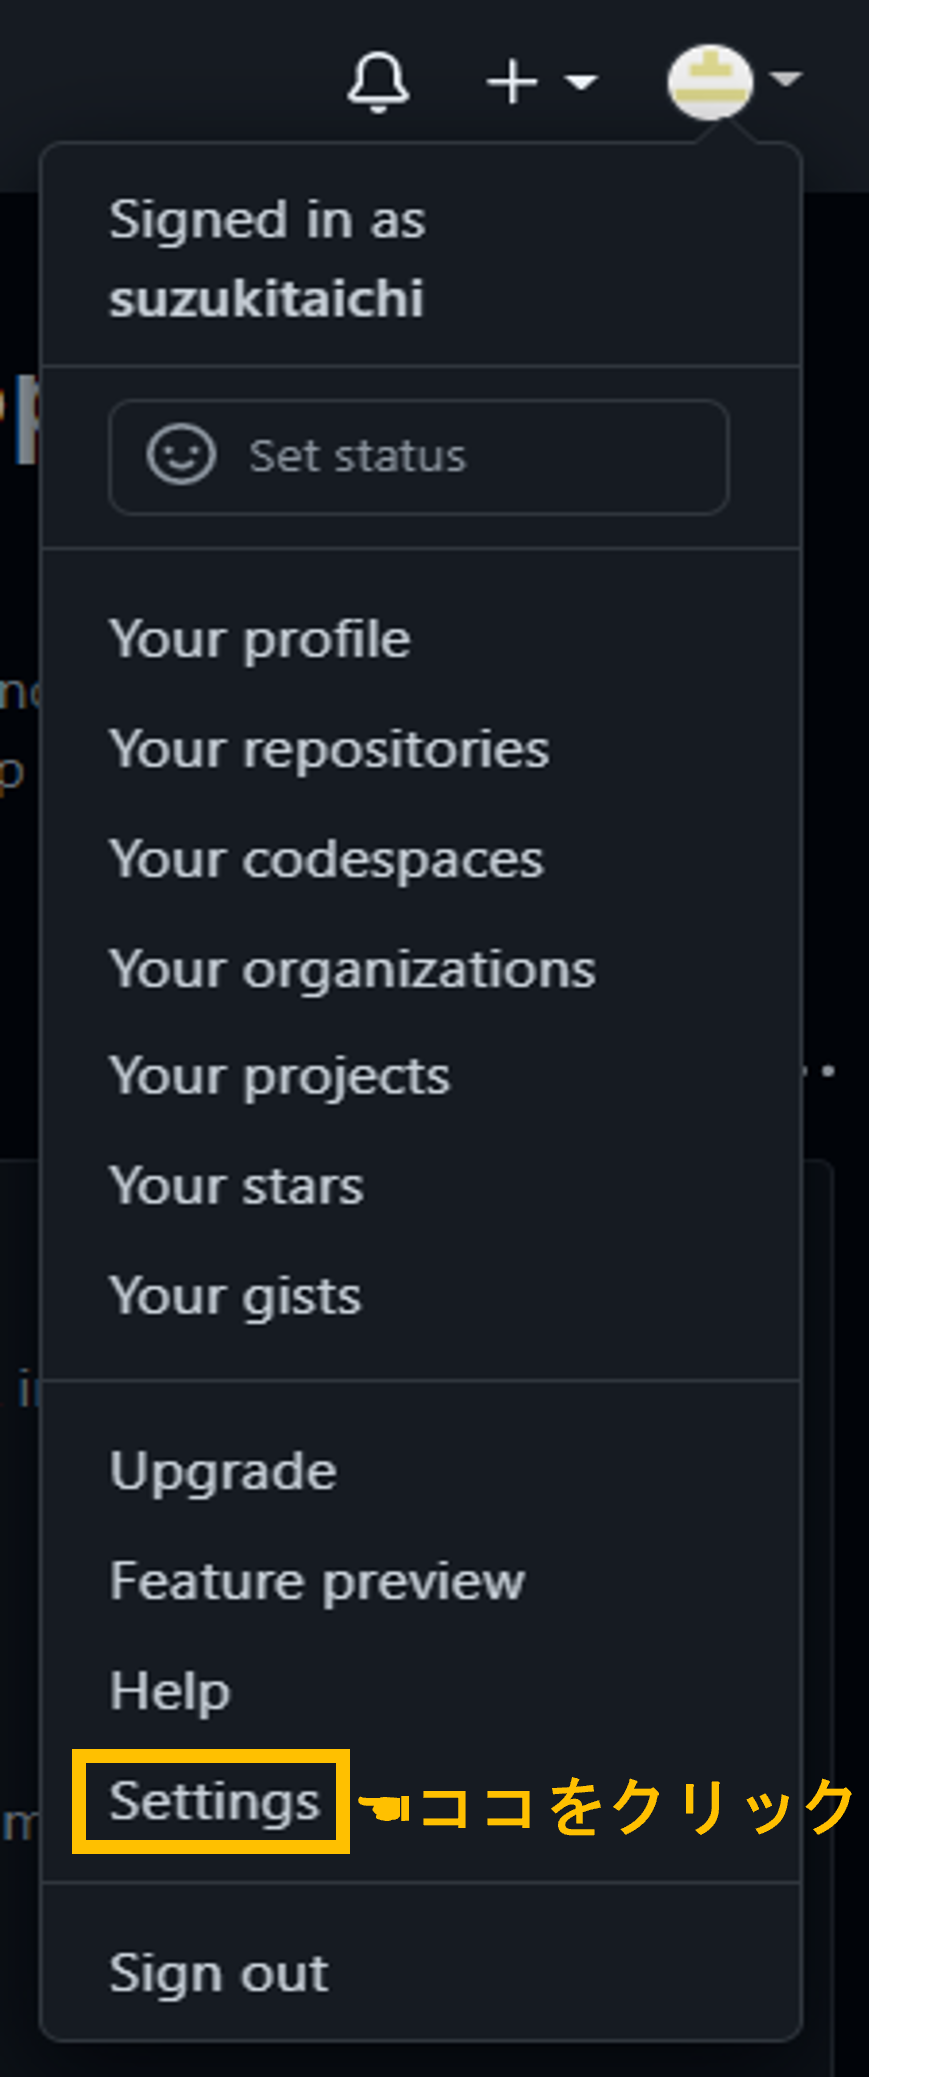 Signed in as
suzukitaichi
Set status
Your profile
Your repositories
Your codespaces
Your organizations
Your projects
Your stars
Your gists
Upgrade
Feature preview
Help
Settings ☚ココをクリック
Sign out